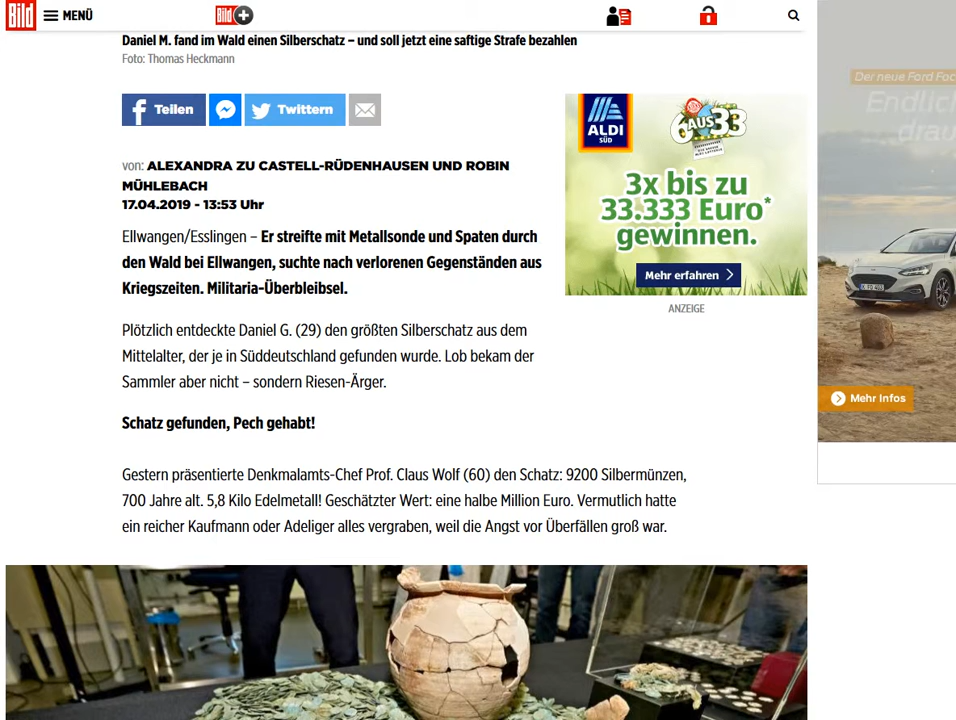 Bild
MENÜ
Bild +
Daniel M. fand im Wald einen Silberschatz – und soll jetzt eine saftige Strafe bezahlen
Foto: Thomas Heckmann
Teilen
Twittern
von: ALEXANDRA ZU CASTELL-RÜDENHAUSEN UND ROBIN
MÜHLEBACH
17.04.2019 - 13:53 Uhr
Ellwangen/Esslingen – Er streifte mit Metallsonde und Spaten durch
den Wald bei Ellwangen, suchte nach verlorenen Gegenständen aus
Kriegszeiten. Militaria-Überbleibsel.
Plötzlich entdeckte Daniel G. (29) den größten Silberschatz aus dem
Mittelalter, der je in Süddeutschland gefunden wurde. Lob bekam der
Sammler aber nicht – sondern Riesen-Ärger.
Schatz gefunden, Pech gehabt!
Gestern präsentierte Denkmalamts-Chef Prof. Claus Wolf (60) den Schatz: 9200 Silbermünzen,
700 Jahre alt. 5,8 Kilo Edelmetall! Geschätzter Wert: eine halbe Million Euro. Vermutlich hatte
ein reicher Kaufmann oder Adeliger alles vergraben, weil die Angst vor Überfällen groß war.
ALDI
SÜD
6 AUS 33
3x bis zu
33.333 Euro*
gewinnen.
Mehr erfahren
ANZEIGE
Der neue Ford Foc
Endlich
drau
Mehr Infos